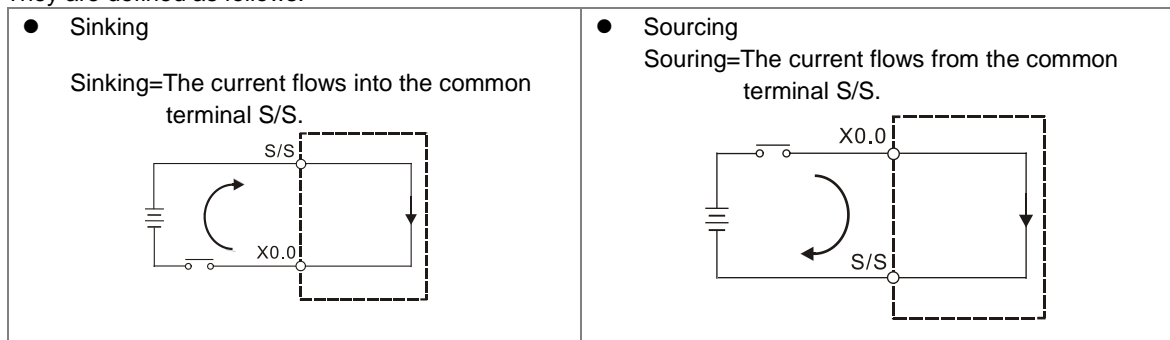 They are defined as follows:
● Sinking
Sinking=The current flows into the common
terminal S/S.
S/S
X0.0
● Sourcing
Souring=The current flows from the common
terminal S/S.
X0.0
S/S